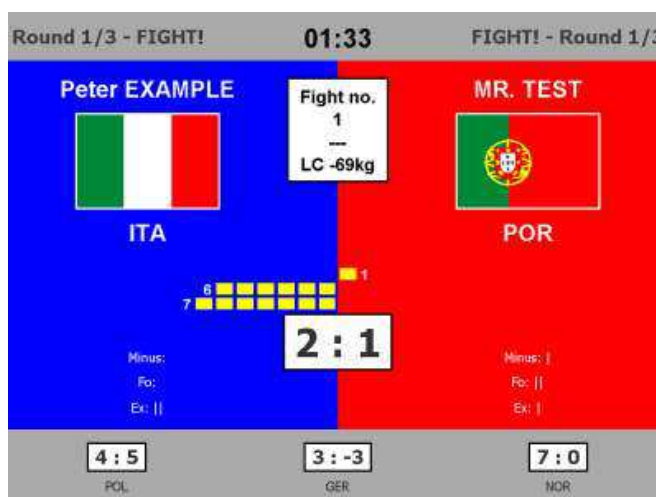 Round 1/3 - FIGHT!
01:33
FIGHT! - Round 1/3
Peter EXAMPLE
Fight no.
1
---
LC -69kg
MR. TEST
ITA
POR
1
6
7
2 : 1
Minus:
Fo:
Ex: ||
Minus: |
Fo: ||
Ex: |
4 : 5
POL
3 : -3
GER
7 : 0
NOR